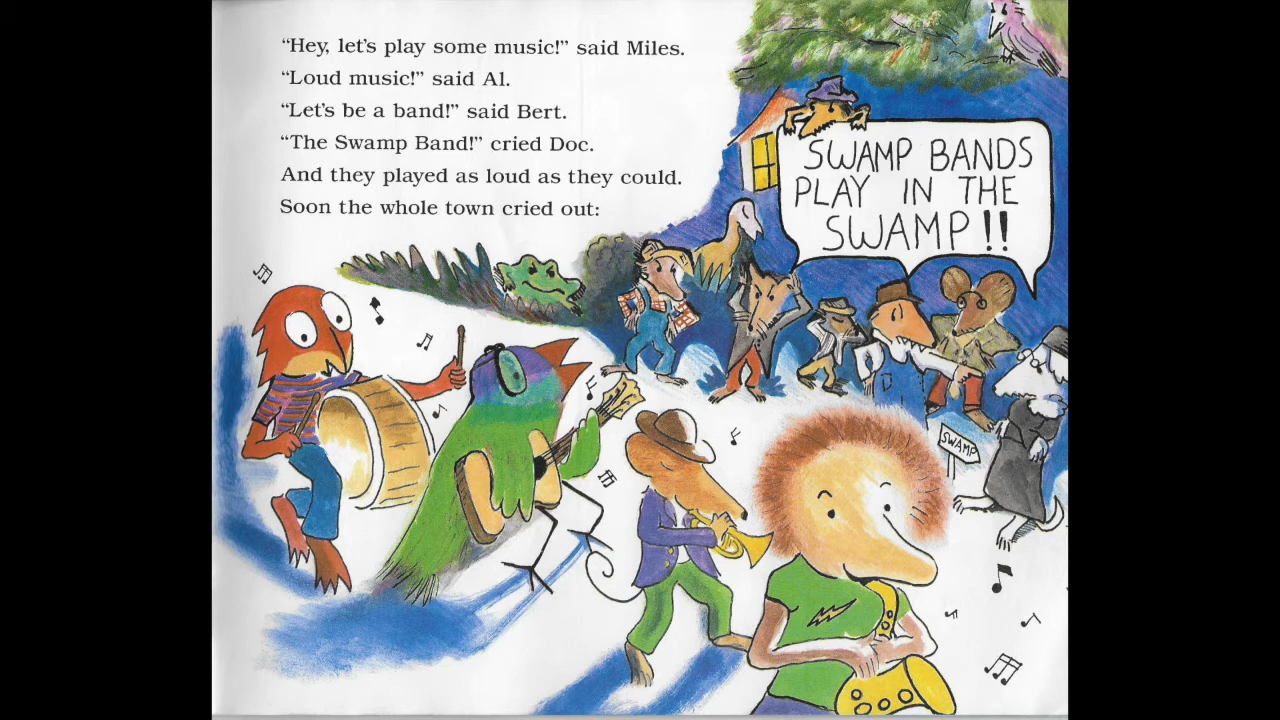 “Hey, let’s play some music!” said Miles.
“Loud music!” said Al.
“Let’s be a band!” said Bert.
“The Swamp Band!” cried Doc.
And they played as loud as they could.
Soon the whole town cried out:
SWAMP BANDS
PLAY IN THE
SWAMP!!
SWAMP